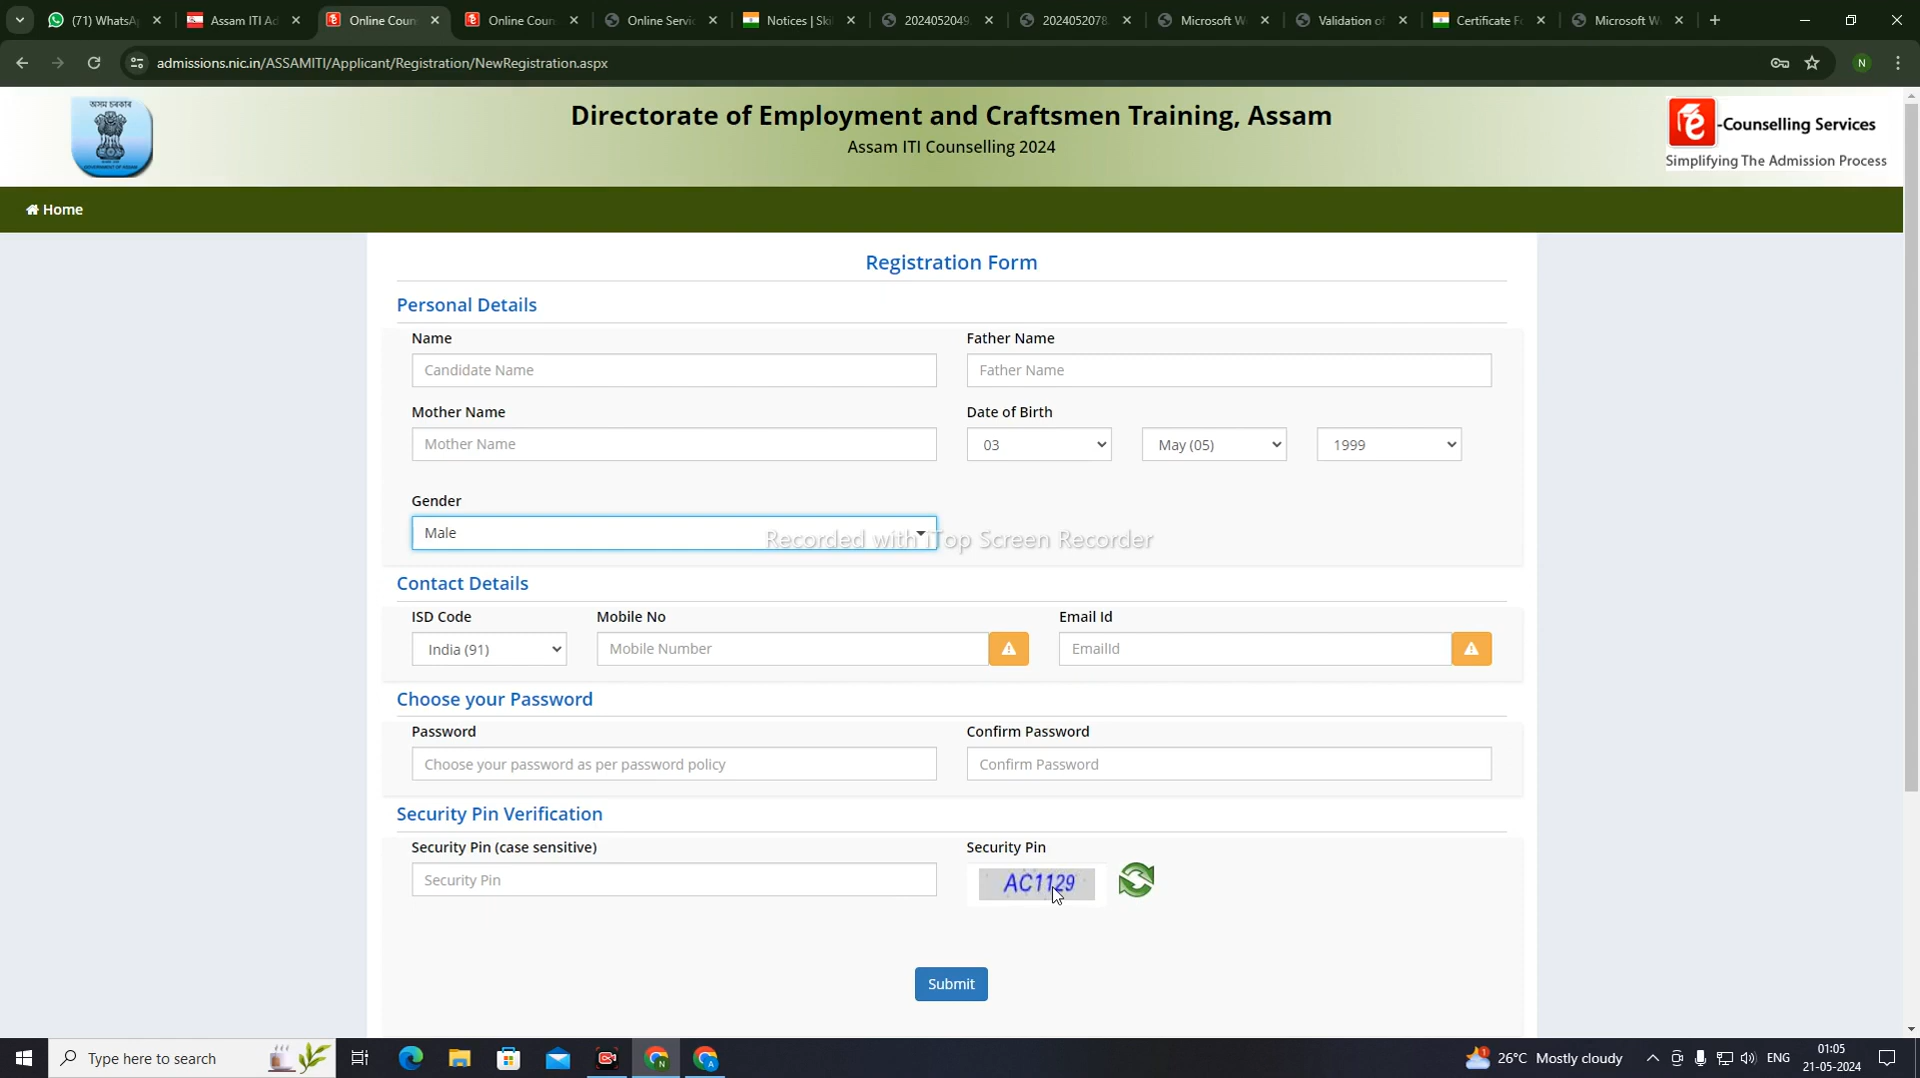 (71) WhatsA
Assam ITI Ad
Online Coun
Online Coun
Online Servic
Notices | Ski
2024052049
2024052078
Microsoft W
Validation of
Certificate Fo
Microsoft W
admissions.nic.in/ASSAMITI/Applicant/Registration/NewRegistration.aspx
N
Directorate of Employment and Craftsmen Training, Assam
Assam ITI Counselling 2024
-Counselling Services
Simplifying The Admission Process
Home
Registration Form
Personal Details
Name
Father Name
Candidate Name
Father Name
Mother Name
Date of Birth
Mother Name
03
May (05)
1999
Gender
Male
Recorded with iTop Screen Recorder
Contact Details
ISD Code
Mobile No
Email Id
India (91)
Mobile Number
EmailId
Choose your Password
Password
Confirm Password
Choose your password as per password policy
Confirm Password
Security Pin Verification
Security Pin (case sensitive)
Security Pin
Security Pin
AC1129
Submit
Type here to search
26°C Mostly cloudy
ENG
01:05
21-05-2024